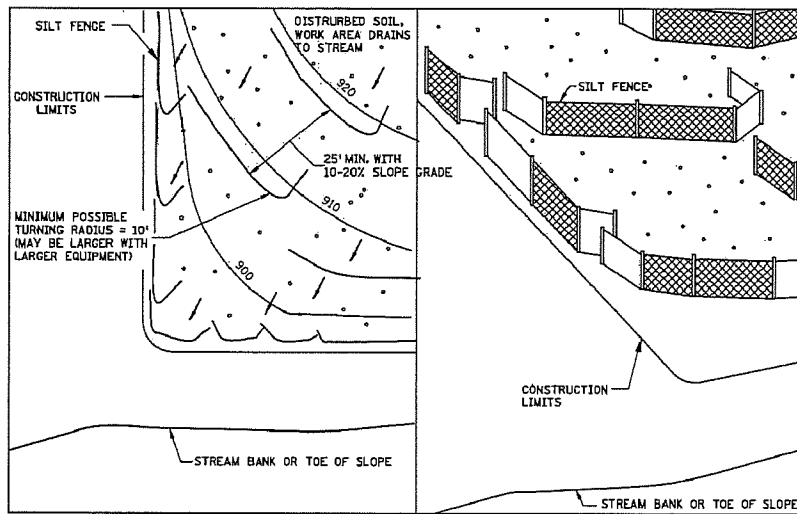 SILT FENCE
DISTRURBED SOIL,
WORK AREA DRAINS
TO STREAM
CONSTRUCTION
LIMITS
920
25' MIN. WITH
10-20% SLOPE GRADE
910
MINIMUM POSSIBLE
TURNING RADIUS = 10'
(MAY BE LARGER WITH
LARGER EQUIPMENT)
900
STREAM BANK OR TOE OF SLOPE
SILT FENCE
CONSTRUCTION
LIMITS
STREAM BANK OR TOE OF SLOPE